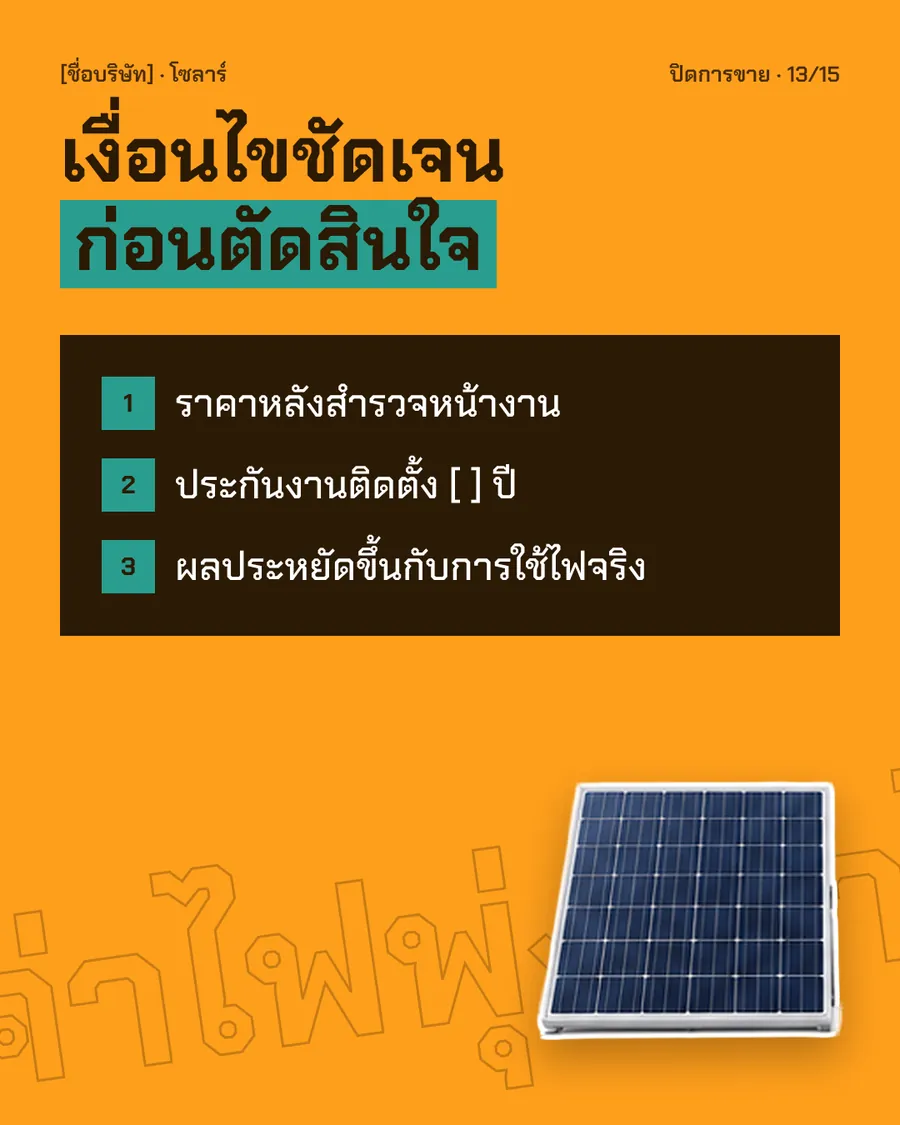 [ชื่อบริษัท] · โซลาร์
ปิดการขาย · 13/15
เงื่อนไขชัดเจน
ก่อนตัดสินใจ
1 ราคาหลังสำรวจหน้างาน
2 ประกันงานติดตั้ง [ ] ปี
3 ผลประหยัดขึ้นกับการใช้ไฟจริง
ค่าไฟพุ่